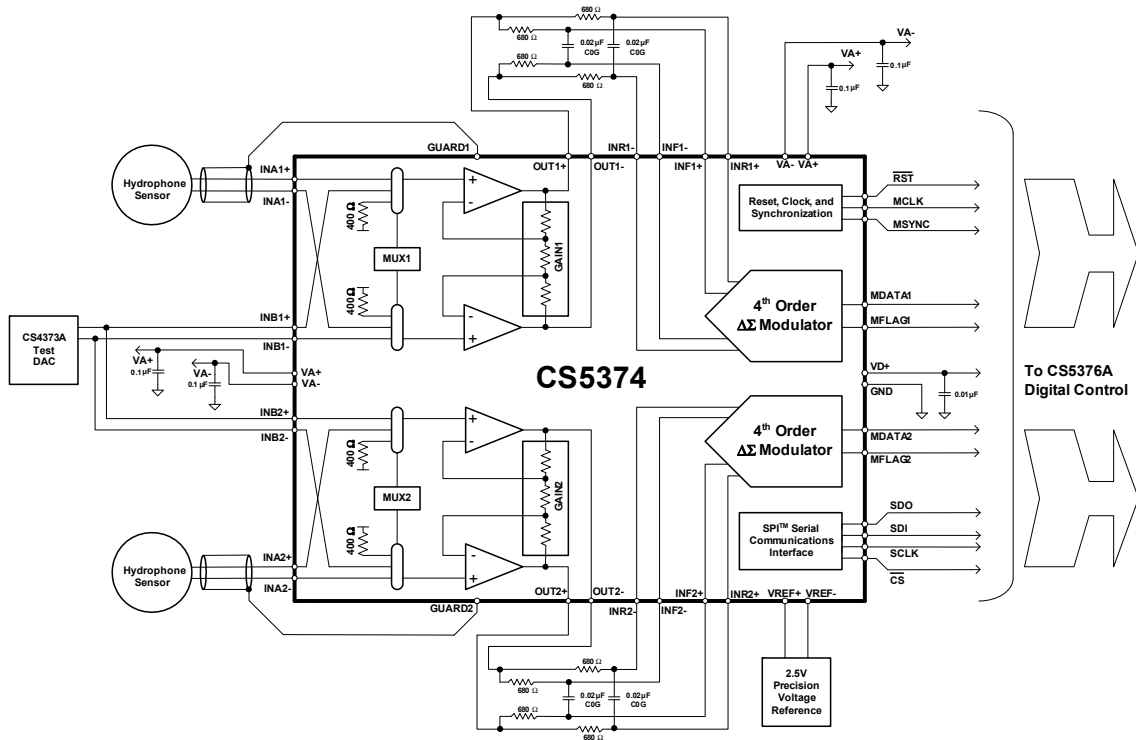 680 Ω
680 Ω
0.02µF
C0G
0.02µF
C0G
680 Ω
680 Ω
VA-
0.1µF
VA+
0.1µF
GUARD1
OUT1+
OUT1-
INR1-
INF1-
INF1+
INR1+
VA-
VA+
Hydrophone
Sensor
INA1+
INA1-
400 Ω
MUX1
400 Ω
+
-
-
+
GAIN1
Reset, Clock, and
Synchronization
RST
MCLK
MSYNC
4th Order
ΔΣ Modulator
MDATA1
MFLAG1
CS4373A
Test
DAC
INB1+
INB1-
VA+
0.1µF
VA-
0.1 µF
VA+
VA-
CS5374
VD+
GND
0.01µF
To CS5376A
Digital Control
INB2+
INB2-
400 Ω
MUX2
400 Ω
+
-
-
+
GAIN2
4th Order
ΔΣ Modulator
MDATA2
MFLAG2
SPI™ Serial
Communications
Interface
SDO
SDI
SCLK
CS
Hydrophone
Sensor
INA2+
INA2-
GUARD2
OUT2+
OUT2-
INR2-
INF2-
INF2+
INR2+
VREF+
VREF-
680 Ω
680 Ω
0.02µF
C0G
0.02µF
C0G
680 Ω
680 Ω
2.5V
Precision
Voltage
Reference